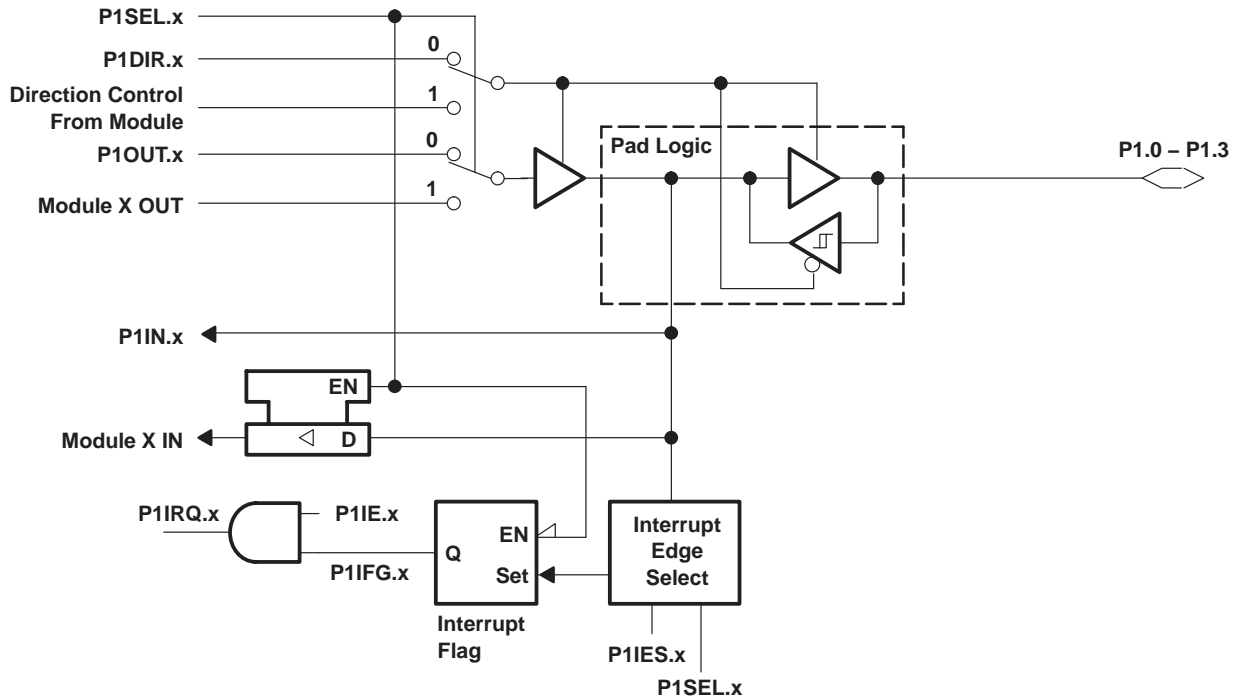 P1SEL.x
P1DIR.x
0
Direction Control
From Module
1
P1OUT.x
0
Module X OUT
1
Pad Logic
P1.0 – P1.3
P1IN.x
EN
Module X IN
D
P1IRQ.x
P1IE.x
P1IFG.x
Q
EN
Set
Interrupt
Flag
Interrupt
Edge
Select
P1IES.x
P1SEL.x